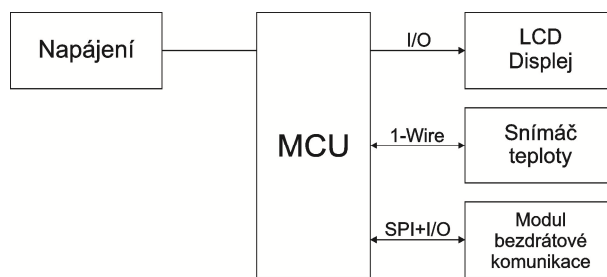 Napájení
MCU
I/O
LCD
Displej
1-Wire
Snímáč
teploty
SPI+I/O
Modul
bezdrátové
komunikace